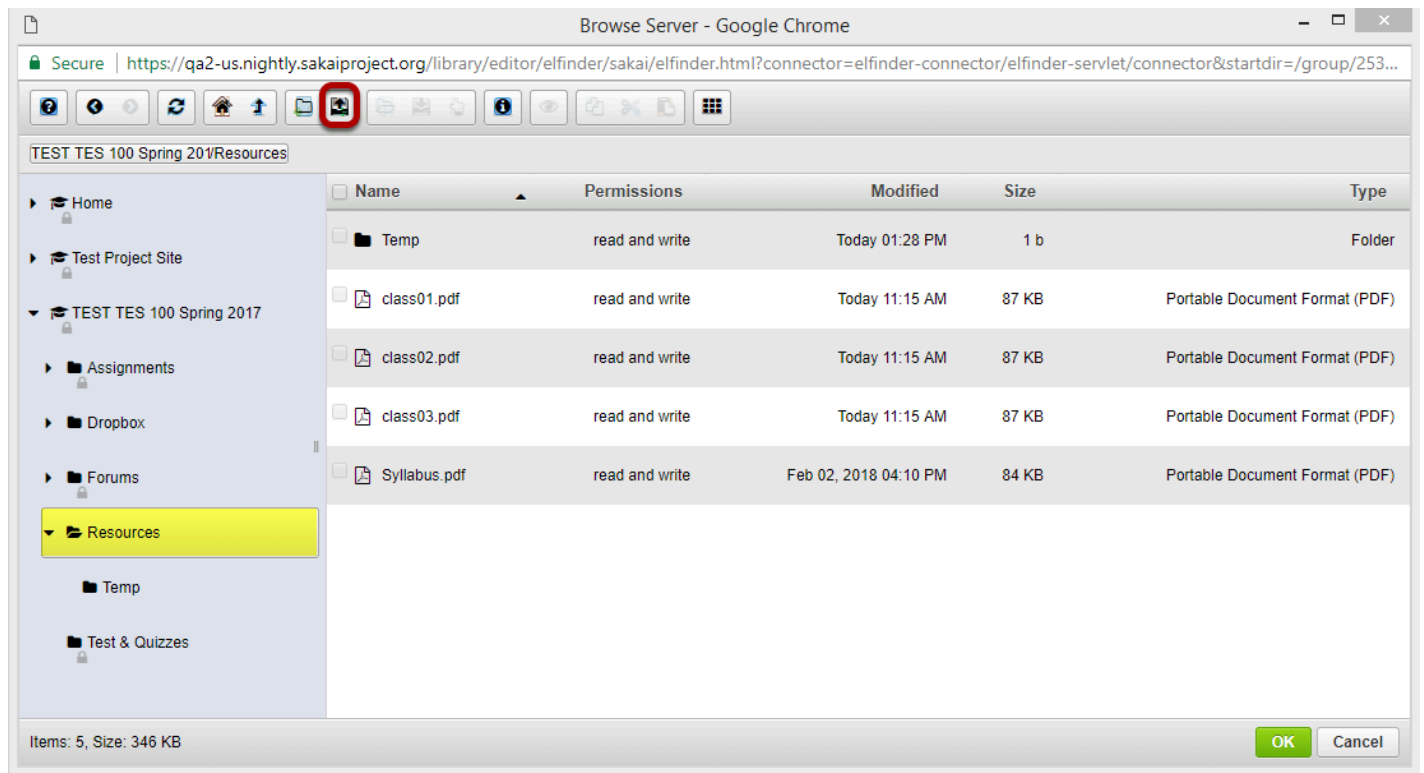 Browse Server - Google Chrome
Secure | https://qa2-us.nightly.sakaiproject.org/library/editor/elfinder/sakai/elfinder.html?connector=elfinder-connector/elfinder-servlet/connector&startdir=/group/253...
TEST TES 100 Spring 201/Resources
Home
Test Project Site
TEST TES 100 Spring 2017
Assignments
Dropbox
Forums
Resources
Temp
Test & Quizzes
Name Permissions Modified Size Type
Temp read and write Today 01:28 PM 1 b Folder
class01.pdf read and write Today 11:15 AM 87 KB Portable Document Format (PDF)
class02.pdf read and write Today 11:15 AM 87 KB Portable Document Format (PDF)
class03.pdf read and write Today 11:15 AM 87 KB Portable Document Format (PDF)
Syllabus.pdf read and write Feb 02, 2018 04:10 PM 84 KB Portable Document Format (PDF)
Items: 5, Size: 346 KB
OK Cancel